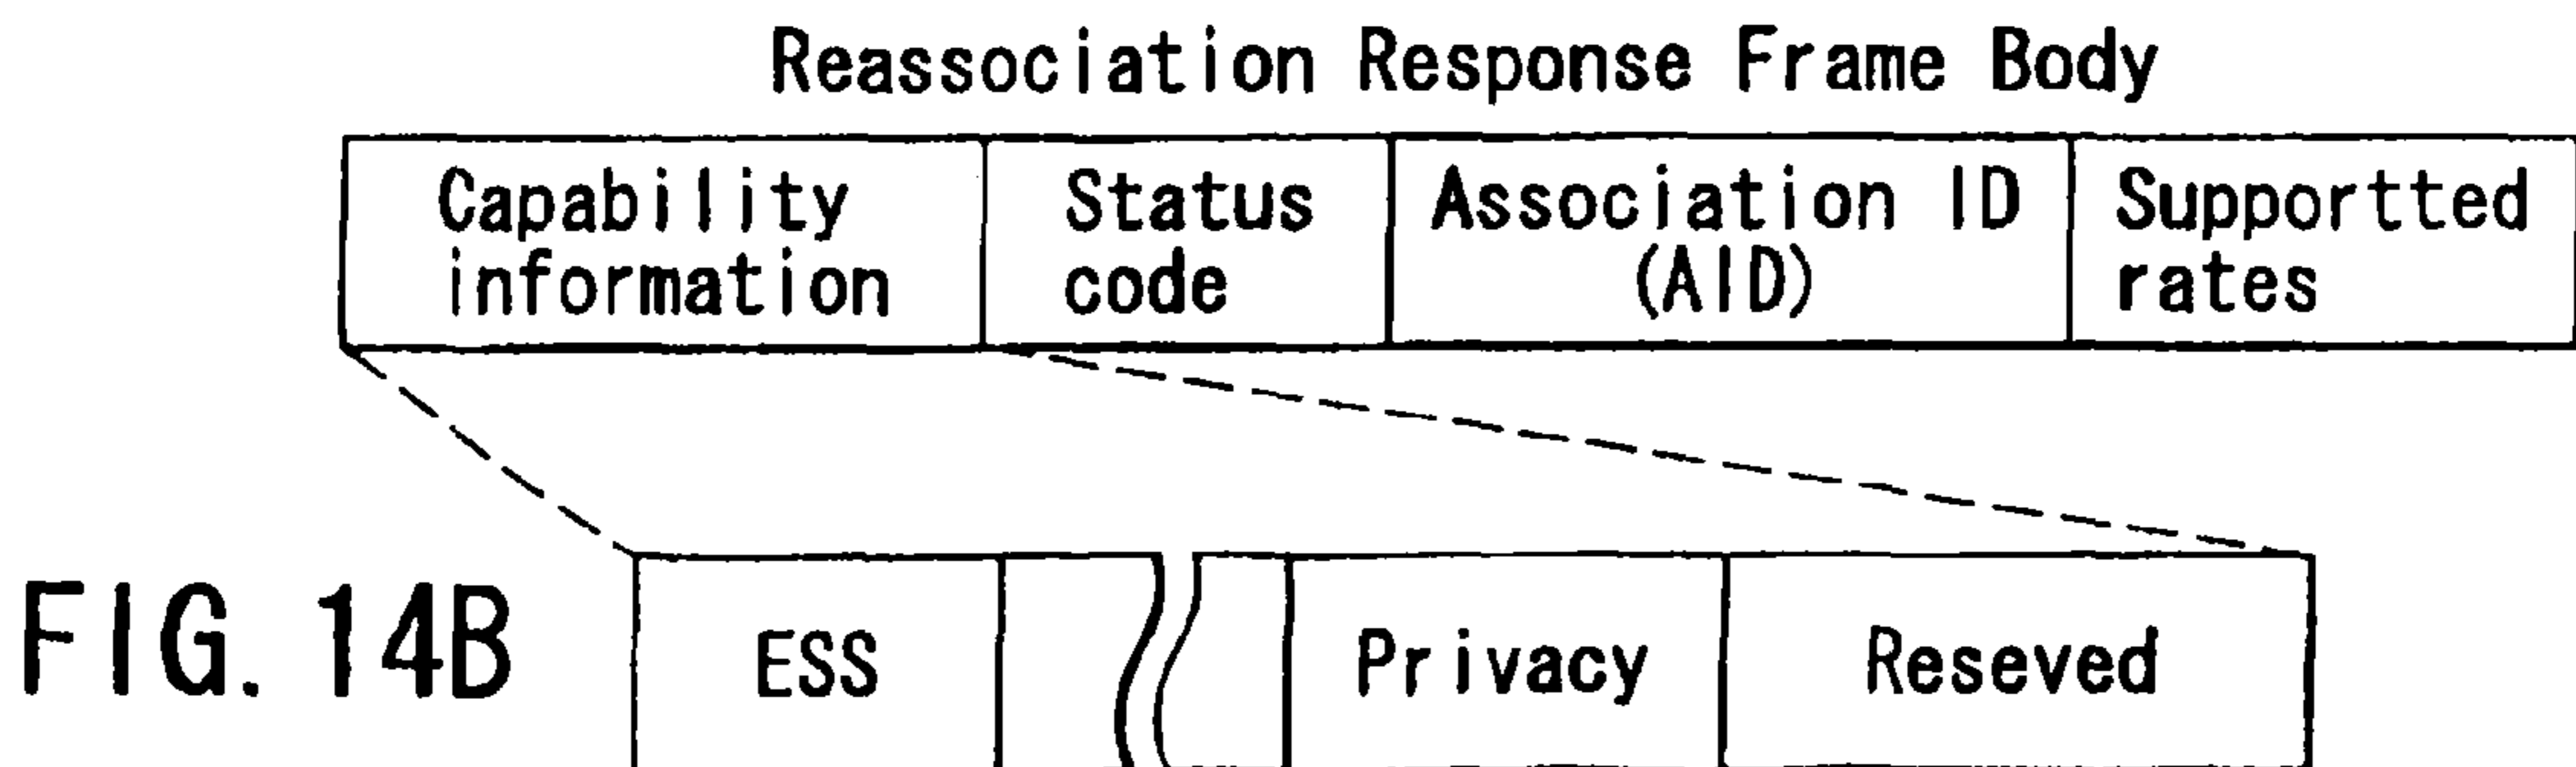 Reassociation Response Frame Body
Capability
information
Status
code
Association ID
(AID)
Supportted
rates
FIG. 14B
ESS
Privacy
Reseved